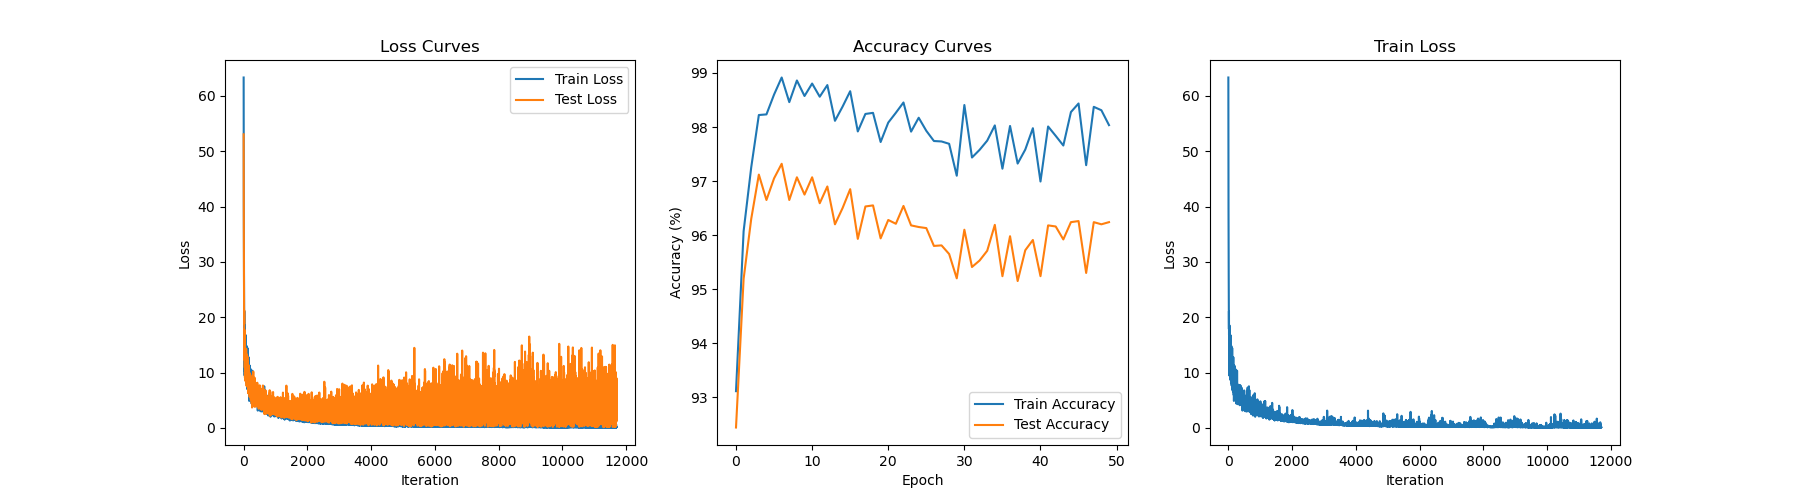 Loss Curves
Loss
60
50
40
30
20
10
0
0 2000 4000 6000 8000 10000 12000
Iteration
Train Loss
Test Loss
Accuracy Curves
Accuracy (%)
99
98
97
96
95
94
93
0 10 20 30 40 50
Epoch
Train Accuracy
Test Accuracy
Train Loss
Loss
60
50
40
30
20
10
0
0 2000 4000 6000 8000 10000 12000
Iteration